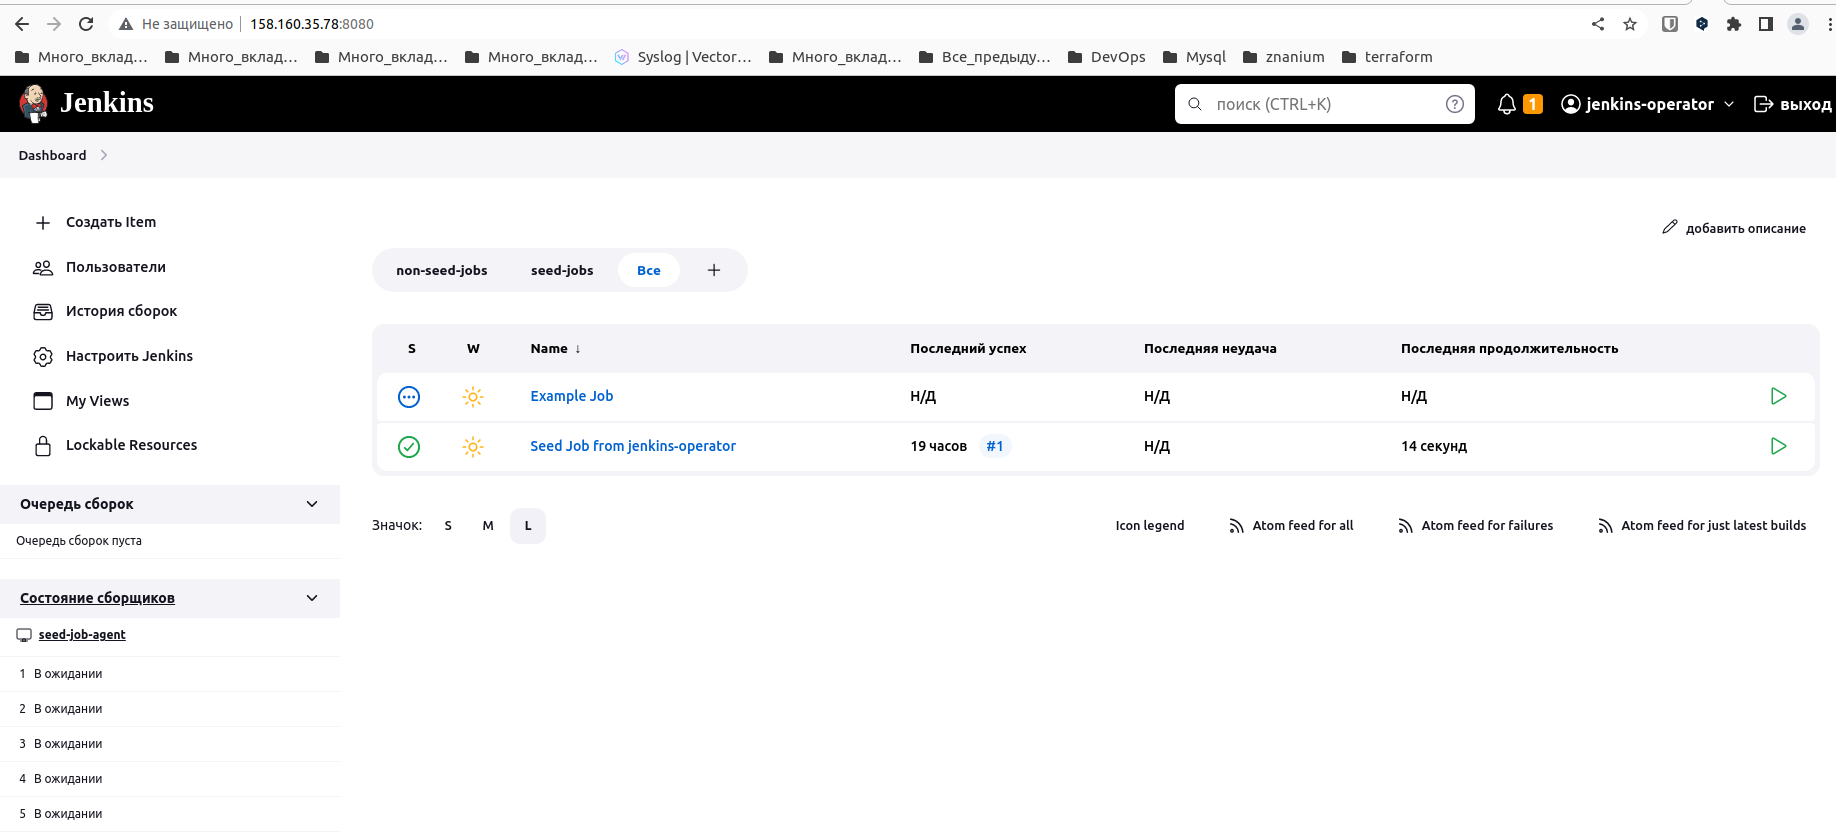 Не защищено 158.160.35.78:8080
Много_вклад... Много_вклад... Много_вклад... Много_вклад... Syslog | Vector... Много_вклад... Все_предыду... DevOps Mysql znanium terraform
Jenkins поиск (CTRL+K) ? 1 jenkins-operator выход
Dashboard
Создать Item
Пользователи
История сборок
Настроить Jenkins
My Views
Lockable Resources
Очередь сборок
Очередь сборок пуста
Состояние сборщиков
seed-job-agent
1 В ожидании
2 В ожидании
3 В ожидании
4 В ожидании
5 В ожидании
добавить описание
non-seed-jobs seed-jobs Все +
S W Name ↓ Последний успех Последняя неудача Последняя продолжительность
Example Job Н/Д Н/Д Н/Д
Seed Job from jenkins-operator 19 часов #1 Н/Д 14 секунд
Значок: S M L Icon legend Atom feed for all Atom feed for failures Atom feed for just latest builds